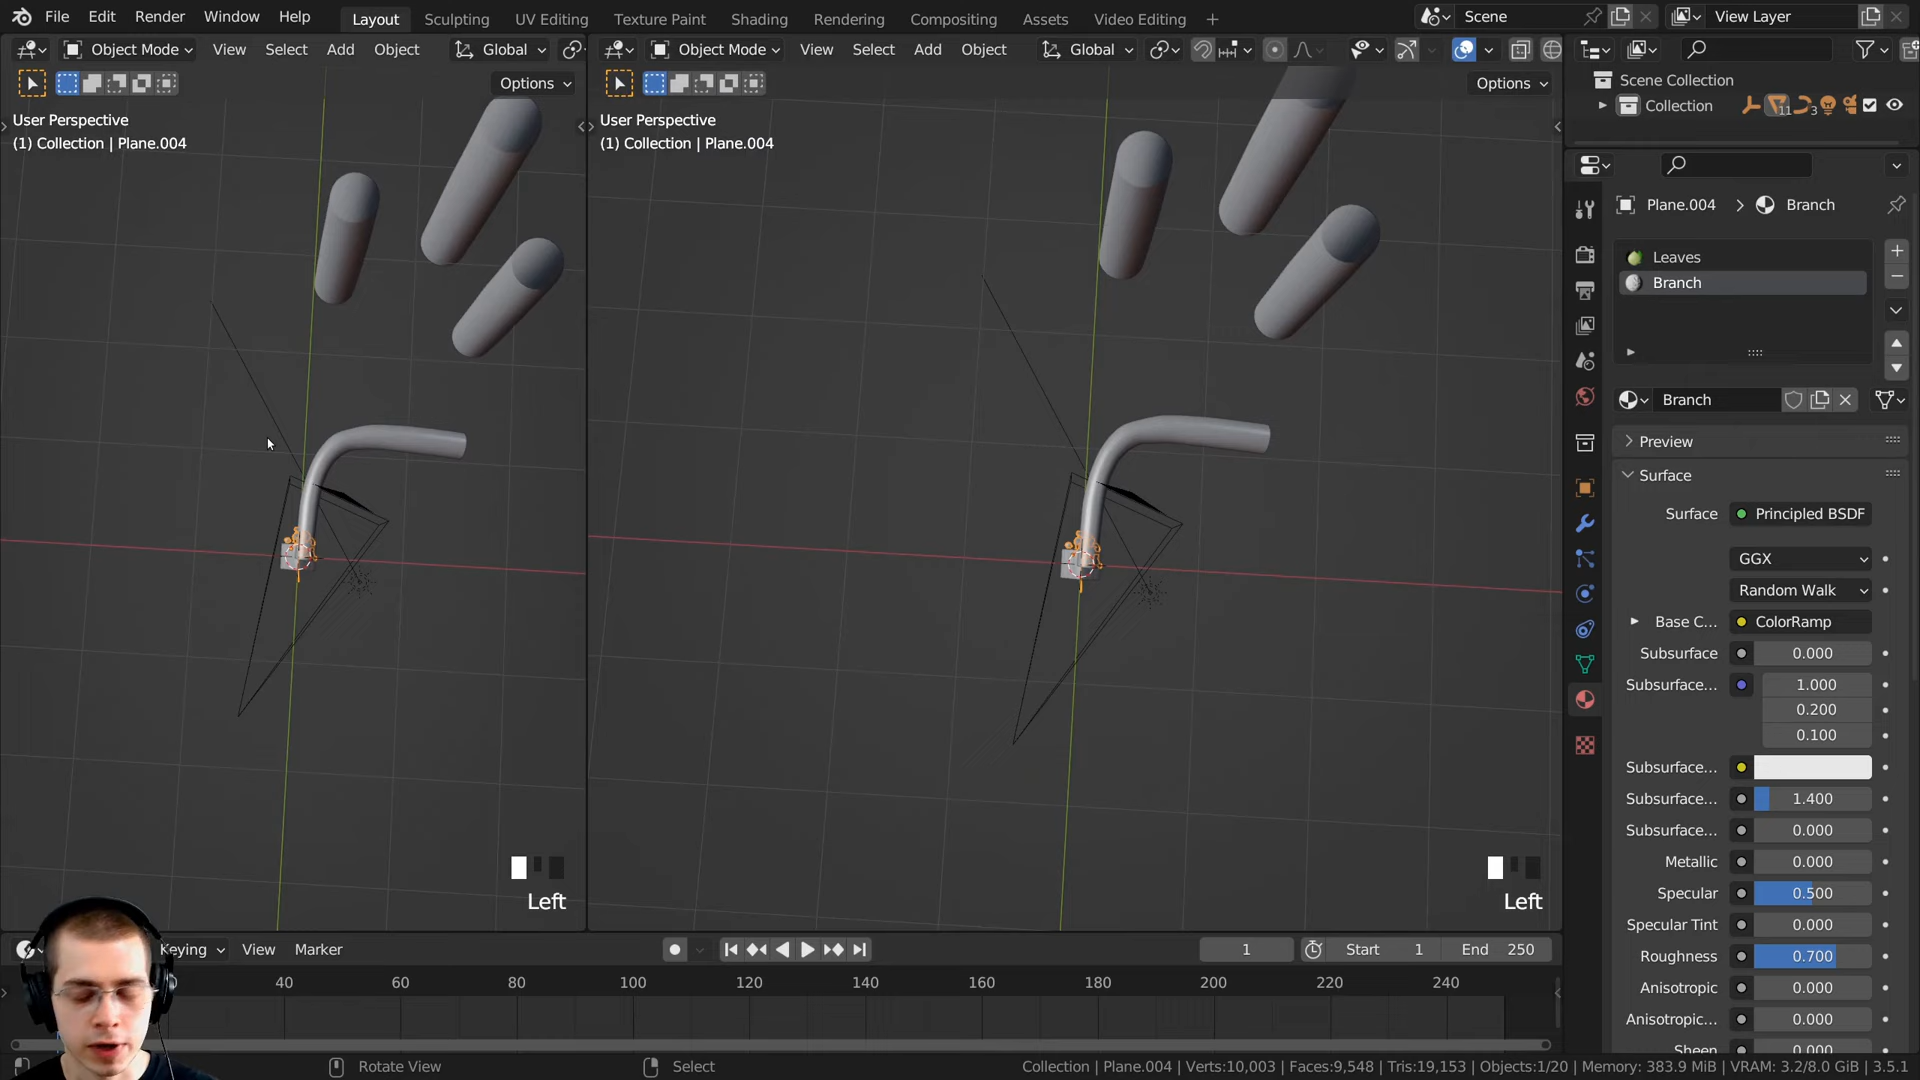 File Edit Render Window Help Layout Sculpting UV Editing Texture Paint Shading Rendering Compositing Assets Video Editing Scene View Layer
Object Mode View Select Add Object Global Object Mode View Select Add Object Global
Options Options Scene Collection
Collection 11 3
User Perspective User Perspective
(1) Collection | Plane.004 (1) Collection | Plane.004
Plane.004 Branch
Leaves
Branch
Branch
Preview
Surface
Surface Principled BSDF
GGX
Random Walk
Base C... ColorRamp
Subsurface 0.000
Subsurface... 1.000
0.200
0.100
Subsurface...
Subsurface... 1.400
Subsurface... 0.000
Metallic 0.000
Specular 0.500
Specular Tint 0.000
Roughness 0.700
Anisotropic 0.000
Anisotropic... 0.000
Left Left
Keying View Marker 1 Start 1 End 250
40 60 80 100 120 140 160 180 200 220 240
Rotate View Select Collection | Plane.004 | Verts:10,003 | Faces:9,548 | Tris:19,153 | Objects:1/20 | Memory: 383.9 MiB | VRAM: 3.2/8.0 GiB | 3.5.1